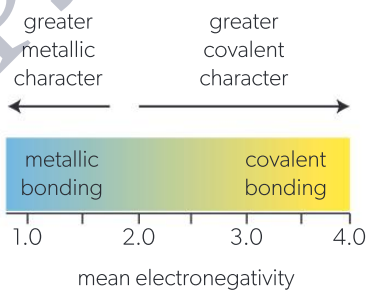 greater
metallic
character
greater
covalent
character
metallic
bonding
covalent
bonding
1.0 2.0 3.0 4.0
mean electronegativity